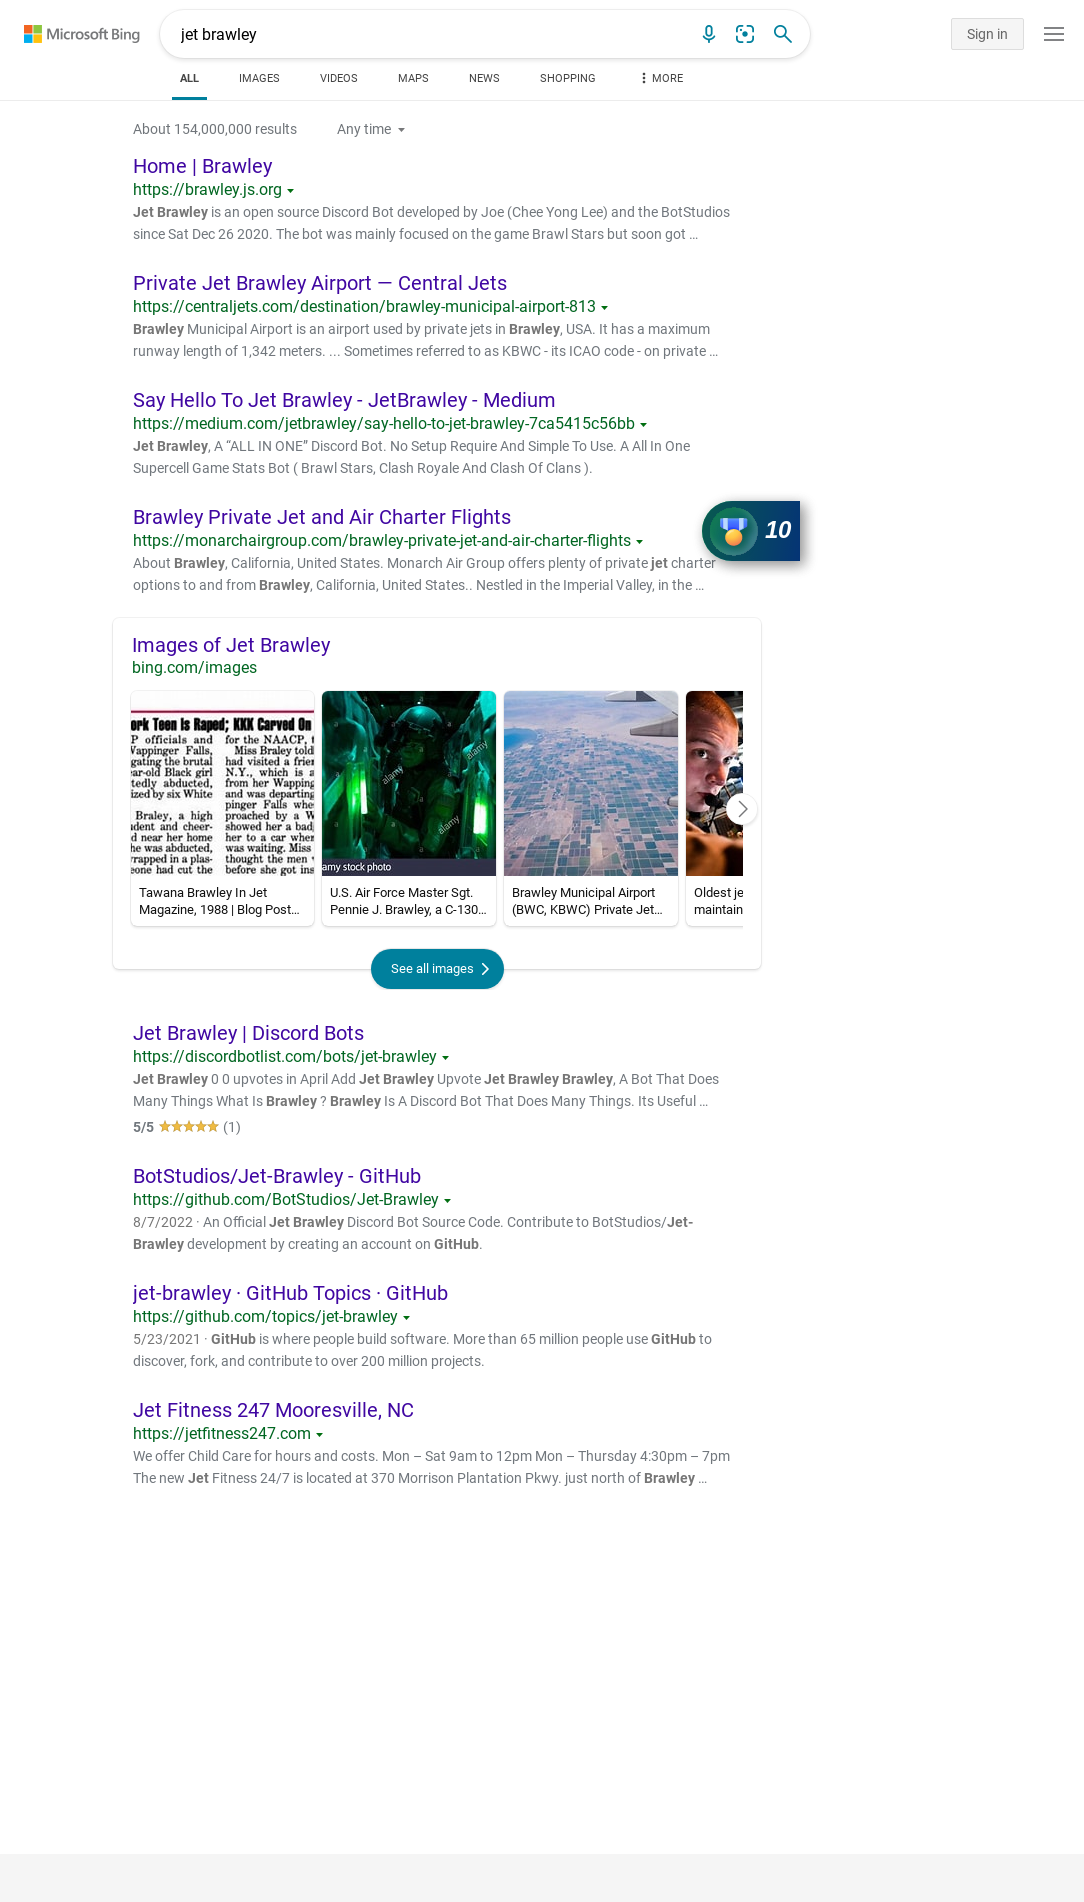 Microsoft Bing
jet brawley
Sign in
ALL IMAGES VIDEOS MAPS NEWS SHOPPING MORE
About 154,000,000 results Any time
Home | Brawley
https://brawley.js.org
Jet Brawley is an open source Discord Bot developed by Joe (Chee Yong Lee) and the BotStudios
since Sat Dec 26 2020. The bot was mainly focused on the game Brawl Stars but soon got …
Private Jet Brawley Airport — Central Jets
https://centraljets.com/destination/brawley-municipal-airport-813
Brawley Municipal Airport is an airport used by private jets in Brawley, USA. It has a maximum
runway length of 1,342 meters. ... Sometimes referred to as KBWC - its ICAO code - on private …
Say Hello To Jet Brawley - JetBrawley - Medium
https://medium.com/jetbrawley/say-hello-to-jet-brawley-7ca5415c56bb
Jet Brawley, A “ALL IN ONE” Discord Bot. No Setup Require And Simple To Use. A All In One
Supercell Game Stats Bot ( Brawl Stars, Clash Royale And Clash Of Clans ).
Brawley Private Jet and Air Charter Flights
10
https://monarchairgroup.com/brawley-private-jet-and-air-charter-flights
About Brawley, California, United States. Monarch Air Group offers plenty of private jet charter
options to and from Brawley, California, United States.. Nestled in the Imperial Valley, in the …
Images of Jet Brawley
bing.com/images
ork Teen Is Raped; KKK Carved On
P officials and
Wappinger Falls,
gating the brutal
ear-old Black girl
tedly abducted,
ized by six White
Braley, a high
dent and cheer-
d near her home
he was abducted,
wrapped in a plas-
eone had cut the
for the NAACP, t
Miss Braley told
had visited a frien
N.Y., which is a
from her Wapping
and was departing
pinger Falls whe
proached by a W
showed her a bad
her to a car wher
was waiting. Miss
thought the men w
before she got ins
alamy
alamy
alamy
amy stock photo
Tawana Brawley In Jet
Magazine, 1988 | Blog Post…
U.S. Air Force Master Sgt.
Pennie J. Brawley, a C-130…
Brawley Municipal Airport
(BWC, KBWC) Private Jet…
Oldest je
maintain
See all images
Jet Brawley | Discord Bots
https://discordbotlist.com/bots/jet-brawley
Jet Brawley 0 0 upvotes in April Add Jet Brawley Upvote Jet Brawley Brawley, A Bot That Does
Many Things What Is Brawley ? Brawley Is A Discord Bot That Does Many Things. Its Useful …
5/5 (1)
BotStudios/Jet-Brawley - GitHub
https://github.com/BotStudios/Jet-Brawley
8/7/2022 · An Official Jet Brawley Discord Bot Source Code. Contribute to BotStudios/Jet-
Brawley development by creating an account on GitHub.
jet-brawley · GitHub Topics · GitHub
https://github.com/topics/jet-brawley
5/23/2021 · GitHub is where people build software. More than 65 million people use GitHub to
discover, fork, and contribute to over 200 million projects.
Jet Fitness 247 Mooresville, NC
https://jetfitness247.com
We offer Child Care for hours and costs. Mon – Sat 9am to 12pm Mon – Thursday 4:30pm – 7pm
The new Jet Fitness 24/7 is located at 370 Morrison Plantation Pkwy. just north of Brawley …